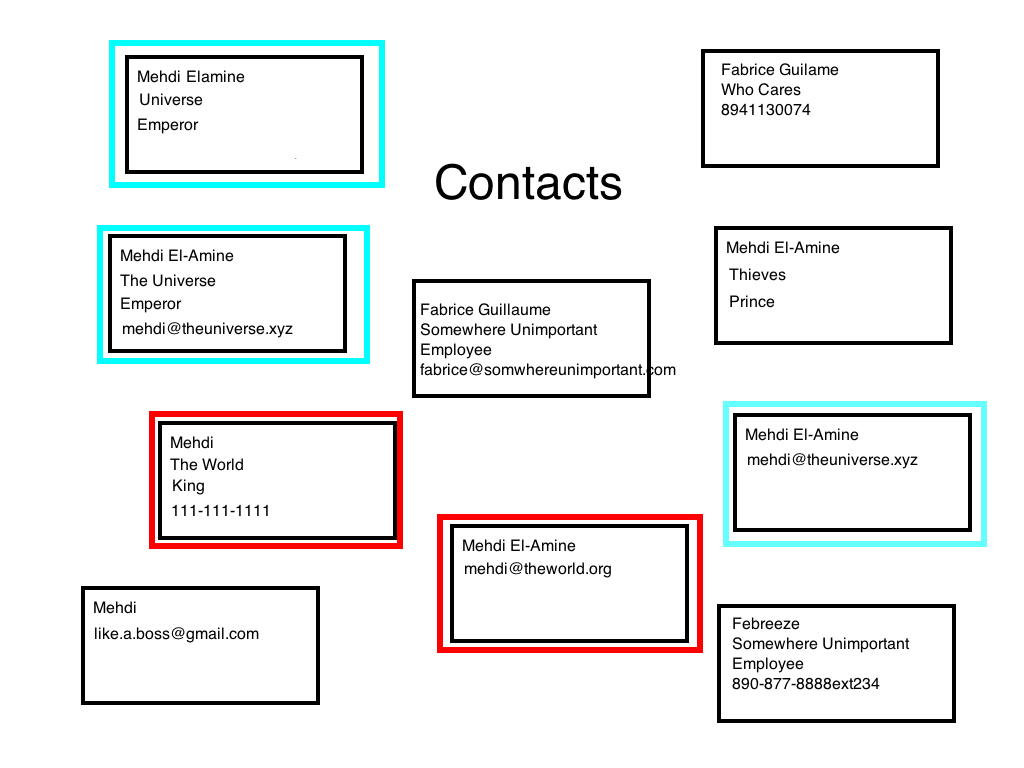 Mehdi Elamine
Universe
Emperor
Fabrice Guilame
Who Cares
8941130074
Contacts
Mehdi El-Amine
The Universe
Emperor
mehdi@theuniverse.xyz
Mehdi El-Amine
Thieves
Prince
Fabrice Guillaume
Somewhere Unimportant
Employee
fabrice@somwhereunimportant.com
Mehdi
The World
King
111-111-1111
Mehdi El-Amine
mehdi@theuniverse.xyz
Mehdi El-Amine
mehdi@theworld.org
Mehdi
like.a.boss@gmail.com
Febreeze
Somewhere Unimportant
Employee
890-877-8888ext234